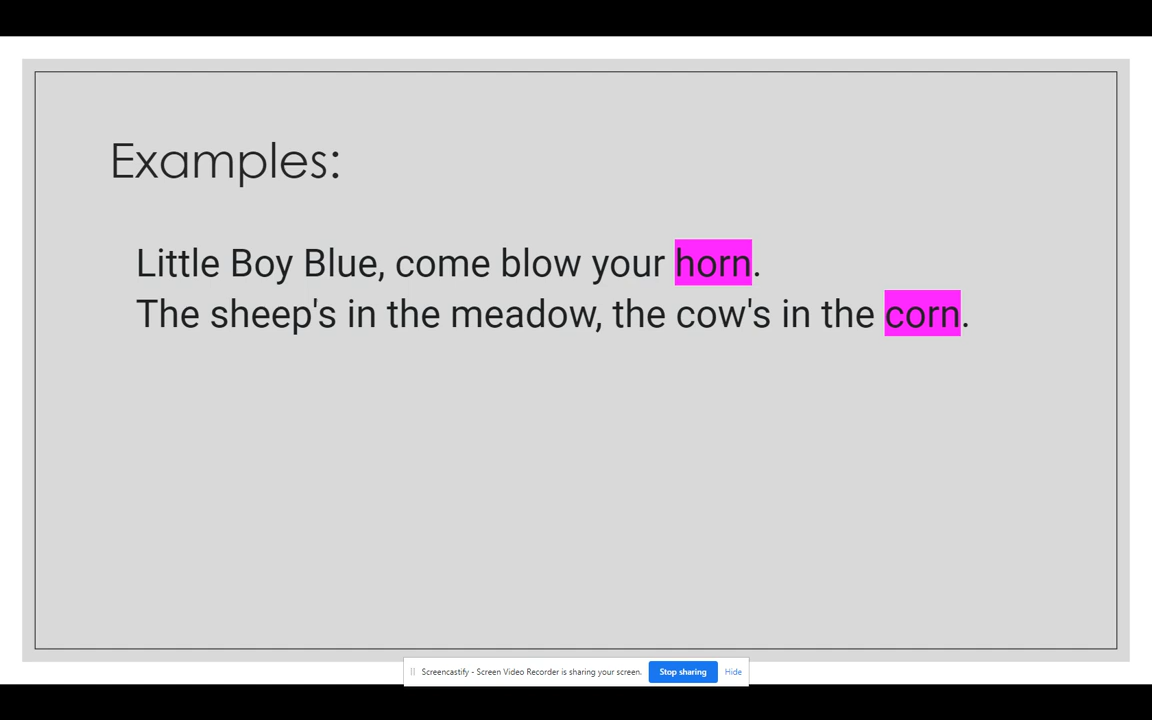 Examples:
Little Boy Blue, come blow your horn.
The sheep's in the meadow, the cow's in the corn.
Screencastify - Screen Video Recorder is sharing your screen. Stop sharing Hide